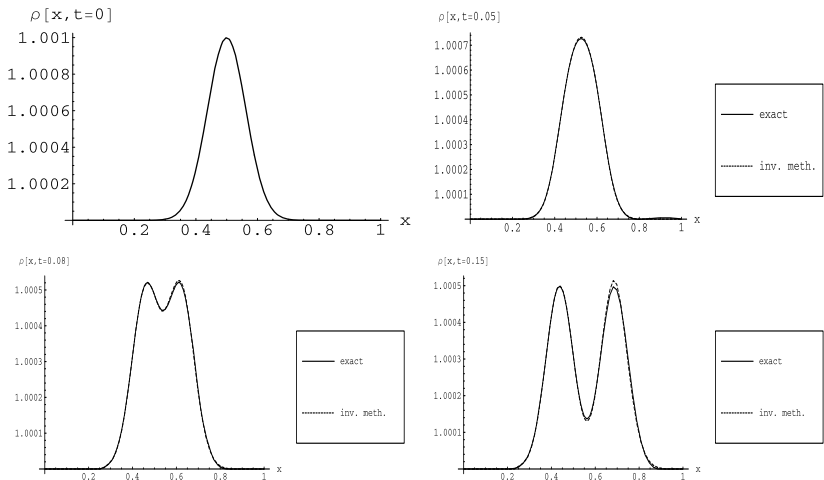 ρ[x,t=0]
1.001
1.0008
1.0006
1.0004
1.0002
0.2 0.4 0.6 0.8 1 x
ρ[x,t=0.05]
1.0007
1.0006
1.0005
1.0004
1.0003
1.0002
1.0001
0.2 0.4 0.6 0.8 1 x
exact
inv. meth.
ρ[x,t=0.08]
1.0005
1.0004
1.0003
1.0002
1.0001
0.2 0.4 0.6 0.8 1 x
exact
inv. meth.
ρ[x,t=0.15]
1.0005
1.0004
1.0003
1.0002
1.0001
0.2 0.4 0.6 0.8 1 x
exact
inv. meth.